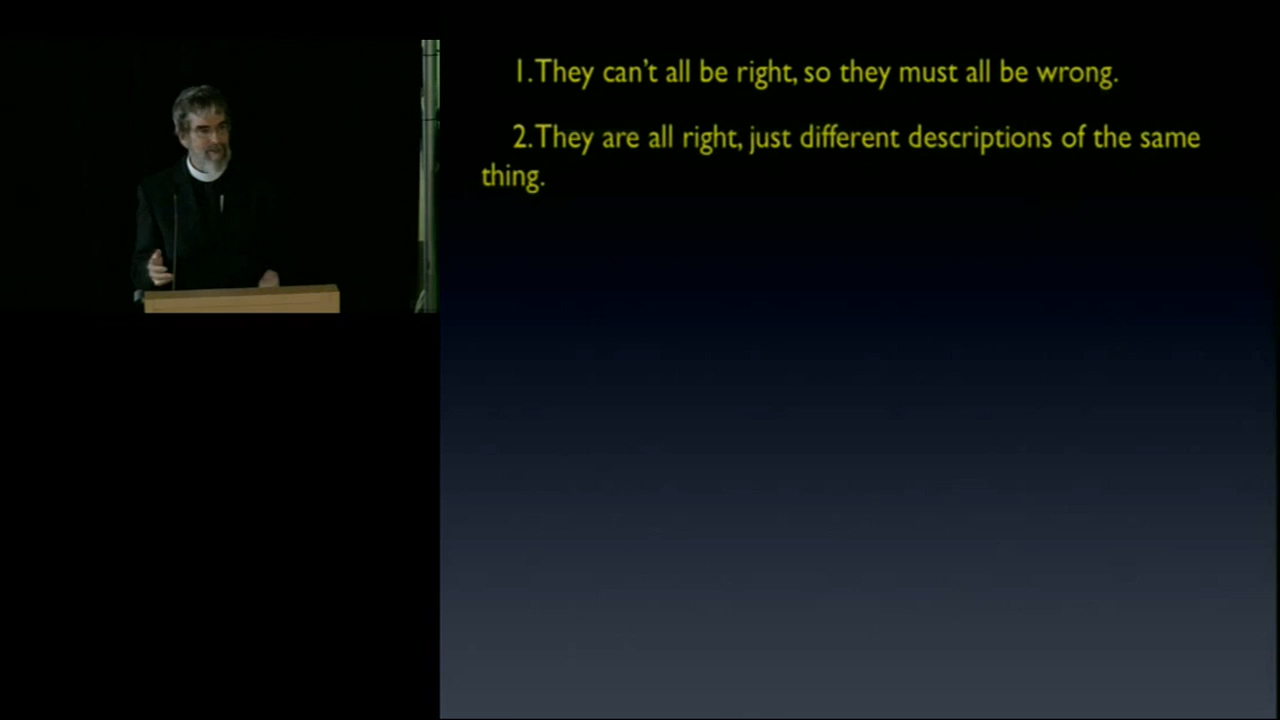 1.They can't all be right, so they must all be wrong.
2.They are all right, just different descriptions of the same
thing.